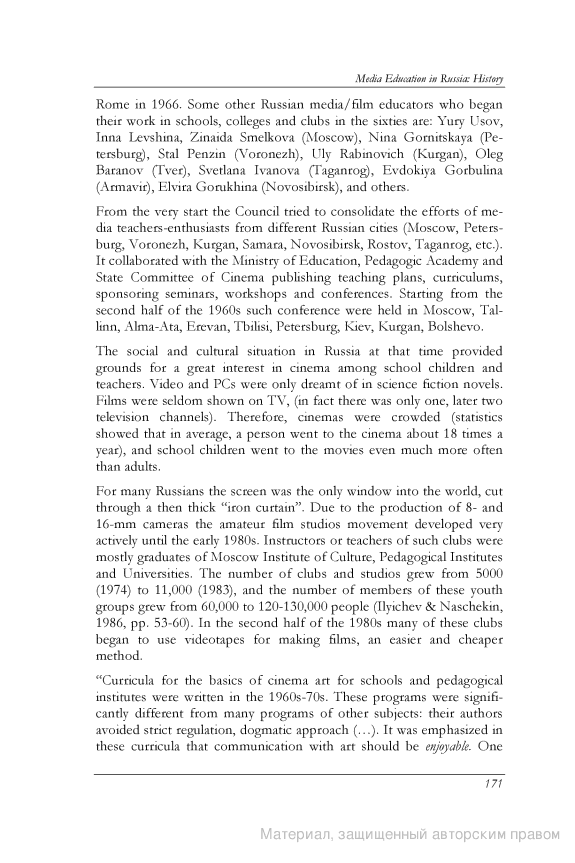 Media Education in Russia: History
Rome in 1966. Some other Russian media/film educators who began
their work in schools, colleges and clubs in the sixties are: Yury Usov,
Inna Levshina, Zinaida Smelkova (Moscow), Nina Gornitskaya (Pe-
tersburg), Stal Penzin (Voronezh), Uly Rabinovich (Kurgan), Oleg
Baranov (Tver), Svetlana Ivanova (Taganrog), Evdokiya Gorbulina
(Armavir), Elvira Gorukhina (Novosibirsk), and others.
From the very start the Council tried to consolidate the efforts of me-
dia teachers-enthusiasts from different Russian cities (Moscow, Peters-
burg, Voronezh, Kurgan, Samara, Novosibirsk, Rostov, Taganrog, etc.).
It collaborated with the Ministry of Education, Pedagogic Academy and
State Committee of Cinema publishing teaching plans, curriculums,
sponsoring seminars, workshops and conferences. Starting from the
second half of the 1960s such conference were held in Moscow, Tal-
linn, Alma-Ata, Erevan, Tbilisi, Petersburg, Kiev, Kurgan, Bolshevo.
The social and cultural situation in Russia at that time provided
grounds for a great interest in cinema among school children and
teachers. Video and PCs were only dreamt of in science fiction novels.
Films were seldom shown on TV, (in fact there was only one, later two
television channels). Therefore, cinemas were crowded (statistics
showed that in average, a person went to the cinema about 18 times a
year), and school children went to the movies even much more often
than adults.
For many Russians the screen was the only window into the world, cut
through a then thick “iron curtain”. Due to the production of 8- and
16-mm cameras the amateur film studios movement developed very
actively until the early 1980s. Instructors or teachers of such clubs were
mostly graduates of Moscow Institute of Culture, Pedagogical Institutes
and Universities. The number of clubs and studios grew from 5000
(1974) to 11,000 (1983), and the number of members of these youth
groups grew from 60,000 to 120-130,000 people (Ilyichev & Naschekin,
1986, pp. 53-60). In the second half of the 1980s many of these clubs
began to use videotapes for making films, an easier and cheaper
method.
“Curricula for the basics of cinema art for schools and pedagogical
institutes were written in the 1960s-70s. These programs were signifi-
cantly different from many programs of other subjects: their authors
avoided strict regulation, dogmatic approach (…). It was emphasized in
these curricula that communication with art should be enjoyable. One
171
Материал, защищенный авторским правом